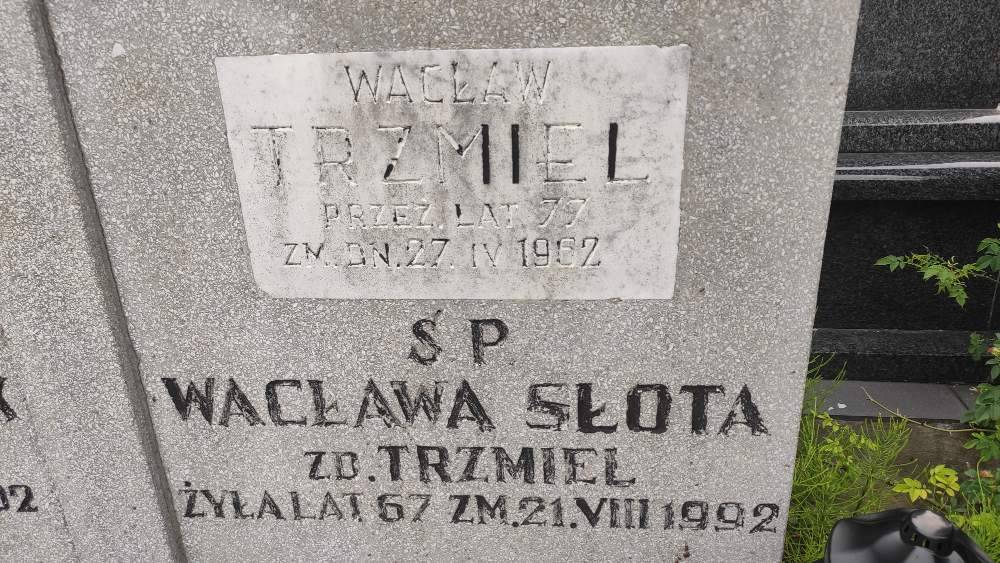 WACŁAW
TRZMIEL
PRZEŻ. LAT 77
ZM. DN. 27. IV 1962
Ś P.
WACŁAWA SŁOTA
ZD. TRZMIEL
ŻYŁA LAT 67 ZM. 21. VIII 1992